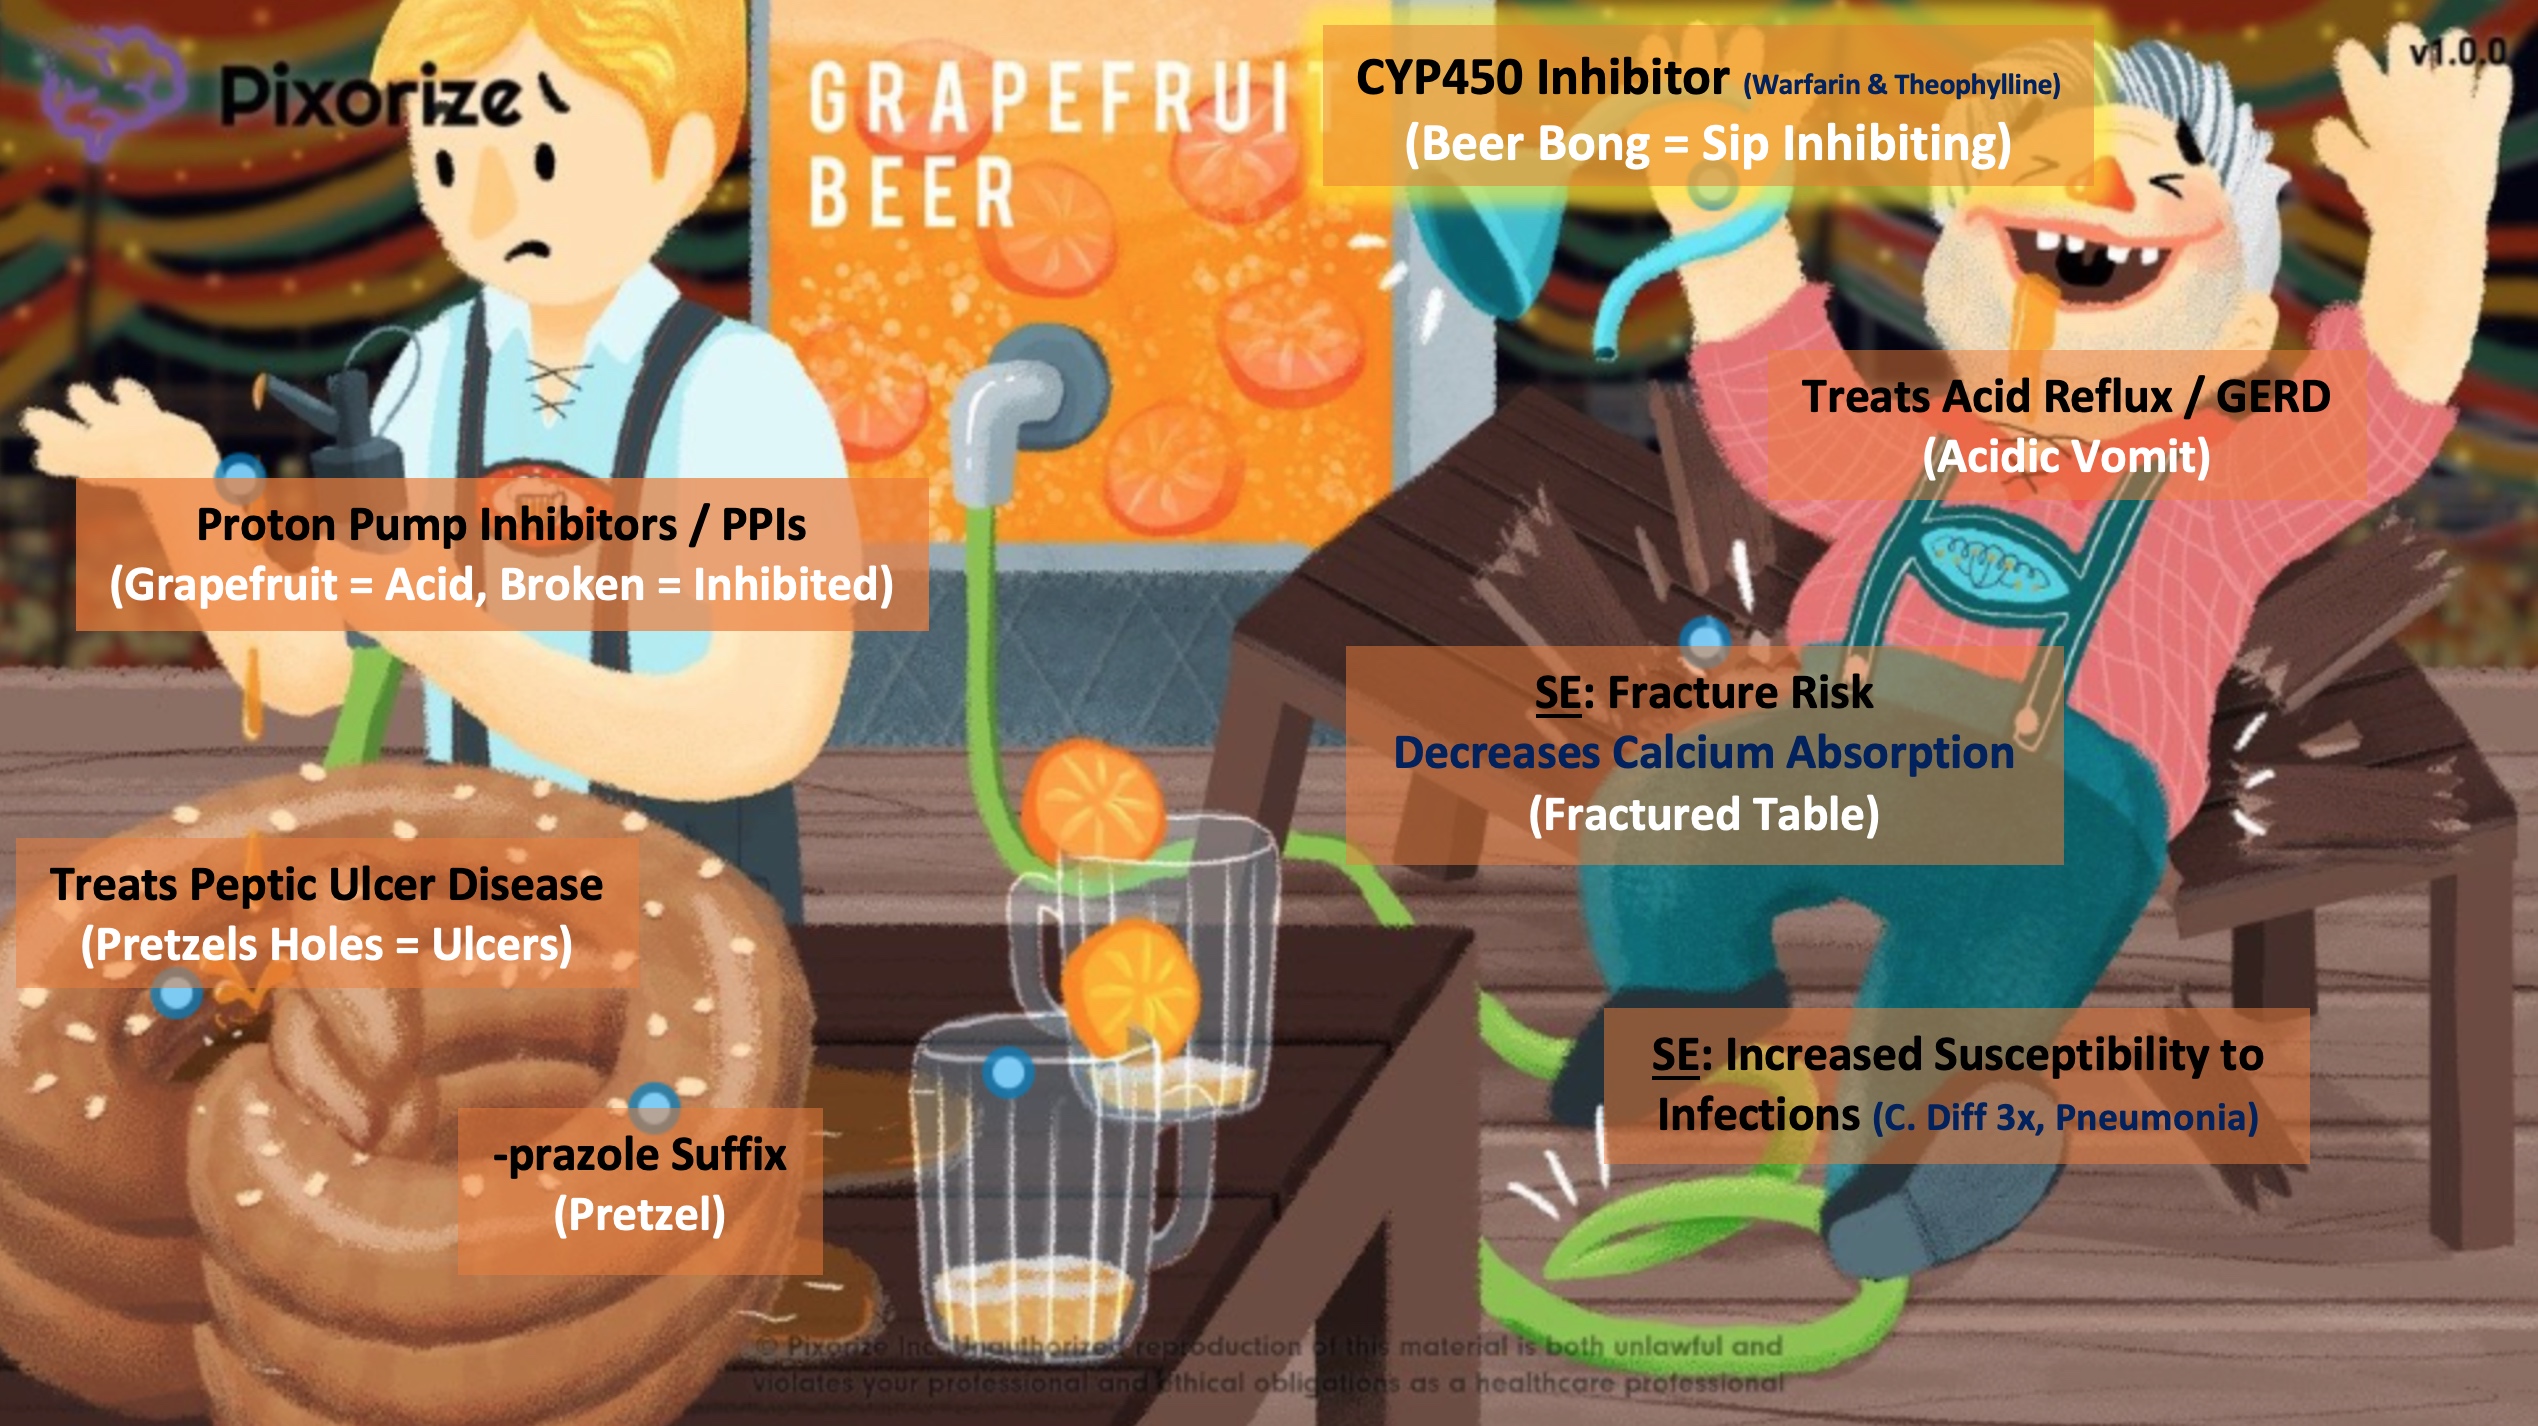 Pixorize
GRAPEFRUIT
BEER
CYP450 Inhibitor (Warfarin & Theophylline)
(Beer Bong = Sip Inhibiting)
v1.0.0
Treats Acid Reflux / GERD
(Acidic Vomit)
Proton Pump Inhibitors / PPIs
(Grapefruit = Acid, Broken = Inhibited)
SE: Fracture Risk
Decreases Calcium Absorption
(Fractured Table)
Treats Peptic Ulcer Disease
(Pretzels Holes = Ulcers)
SE: Increased Susceptibility to
Infections (C. Diff 3x, Pneumonia)
-prazole Suffix
(Pretzel)
© Pixorize Inc. Unauthorized reproduction of this material is both unlawful and
violates your professional and ethical obligations as a healthcare professional